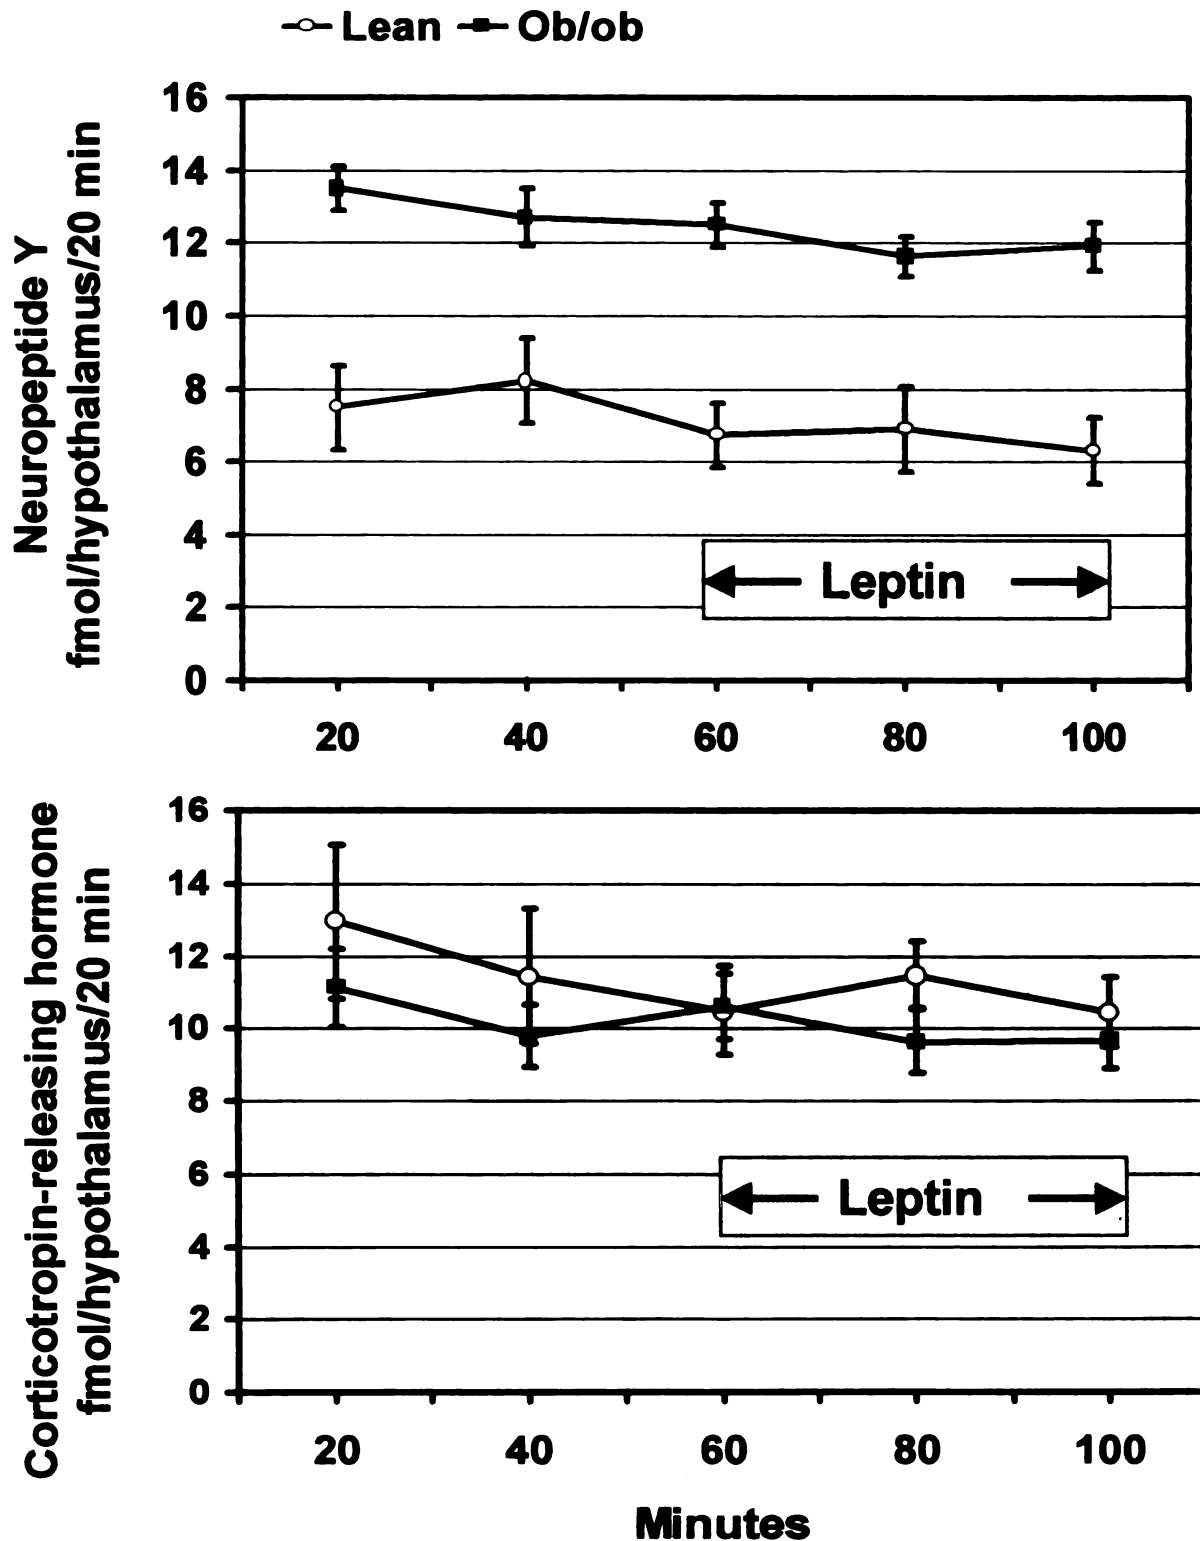 Lean Ob/ob
Neuropeptide Y
fmol/hypothalamus/20 min
16
14
12
10
8
6
4
2
0
Leptin
20 40 60 80 100
Corticotropin-releasing hormone
fmol/hypothalamus/20 min
16
14
12
10
8
6
4
2
0
Leptin
20 40 60 80 100
Minutes